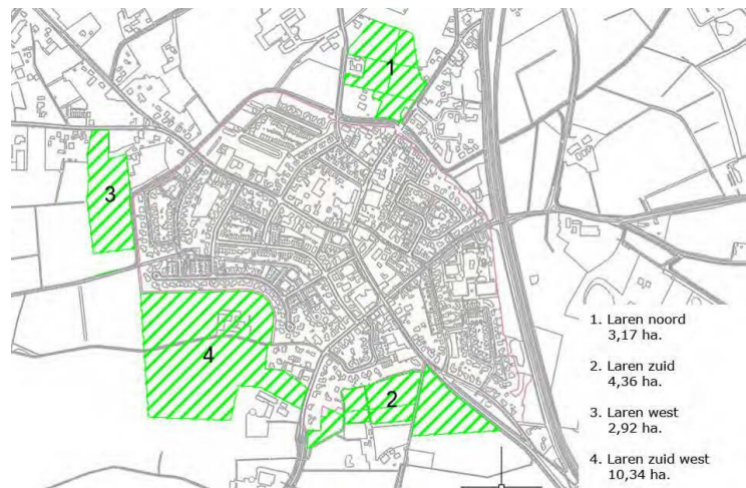 1
3
4
2
1. Laren noord
3,17 ha.
2. Laren zuid
4,36 ha.
3. Laren west
2,92 ha.
4. Laren zuid west
10,34 ha.